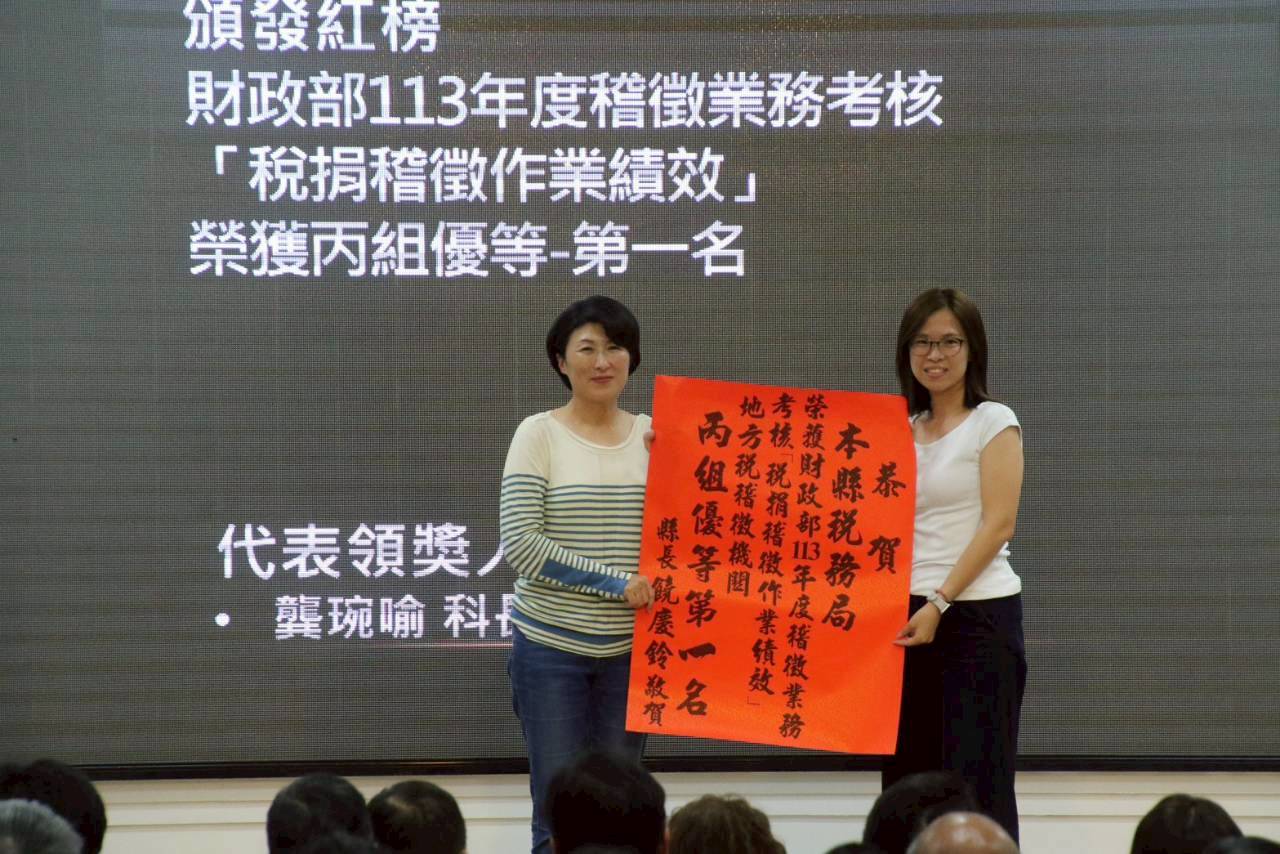 頒發紅榜
財政部113年度稽徵業務考核
「稅捐稽徵作業績效」
榮獲丙組優等-第一名
代表領獎人
• 龔琬喻 科長
恭賀
本縣稅務局
榮獲財政部113年度稽徵業務
考核「稅捐稽徵作業績效」
地方稅稽徵機關
丙組優等第一名
縣長饒慶鈴敬賀